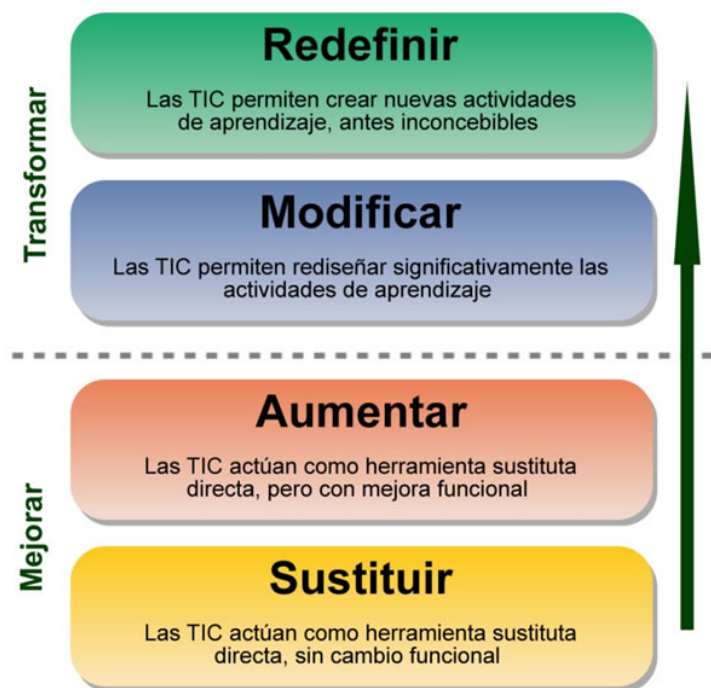 Transformar
Redefinir
Las TIC permiten crear nuevas actividades
de aprendizaje, antes inconcebibles
Modificar
Las TIC permiten rediseñar significativamente las
actividades de aprendizaje
Mejorar
Aumentar
Las TIC actúan como herramienta sustituta
directa, pero con mejora funcional
Sustituir
Las TIC actúan como herramienta sustituta
directa, sin cambio funcional